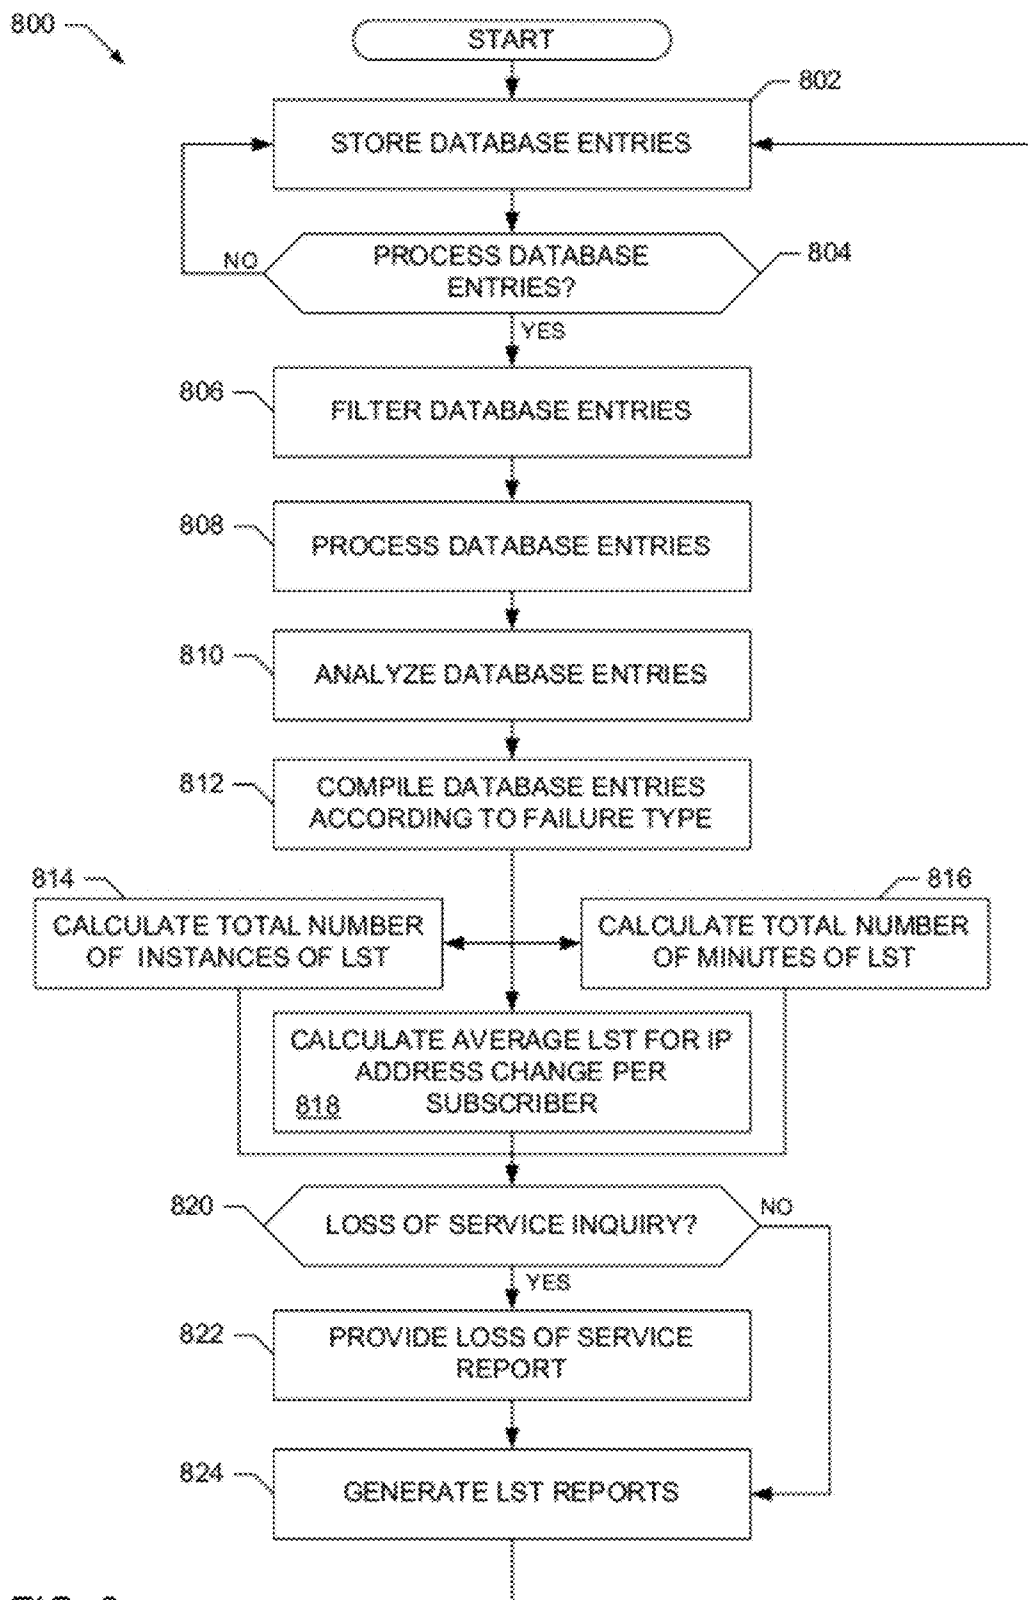 800
START
802
STORE DATABASE ENTRIES
NO
PROCESS DATABASE
ENTRIES?
804
YES
806
FILTER DATABASE ENTRIES
808
PROCESS DATABASE ENTRIES
810
ANALYZE DATABASE ENTRIES
812
COMPILE DATABASE ENTRIES
ACCORDING TO FAILURE TYPE
814
816
CALCULATE TOTAL NUMBER
OF INSTANCES OF LST
CALCULATE TOTAL NUMBER
OF MINUTES OF LST
CALCULATE AVERAGE LST FOR IP
ADDRESS CHANGE PER
SUBSCRIBER
818
820
LOSS OF SERVICE INQUIRY?
NO
YES
822
PROVIDE LOSS OF SERVICE
REPORT
824
GENERATE LST REPORTS